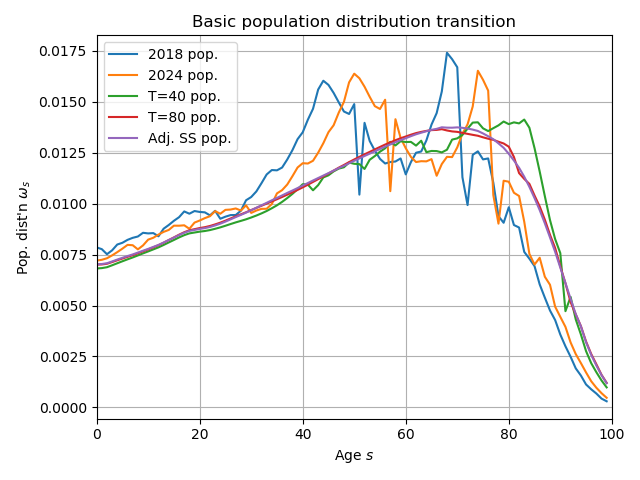 Basic population distribution transition
2018 pop.
2024 pop.
T=40 pop.
T=80 pop.
Adj. SS pop.
Pop. dist'n ωs
0.0175
0.0150
0.0125
0.0100
0.0075
0.0050
0.0025
0.0000
0 20 40 60 80 100
Age s